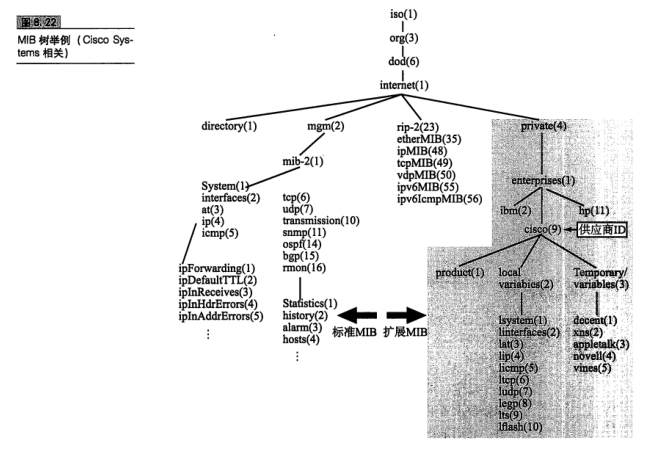 图8.22
MIB 树举例（Cisco Sys-
tems 相关）
iso(1)
org(3)
dod(6)
internet(1)
directory(1)
mgm(2)
rip-2(23)
etherMIB(35)
ipMIB(48)
tcpMIB(49)
vdpMIB(50)
ipv6MIB(55)
ipv6IcmpMIB(56)
private(4)
mib-2(1)
System(1)
interfaces(2)
at(3)
ip(4)
icmp(5)
tcp(6)
udp(7)
transmission(10)
snmp(11)
ospf(14)
bgp(15)
rmon(16)
ipForwarding(1)
ipDefaultTTL(2)
ipInReceives(3)
ipInHdrErrors(4)
ipInAddrErrors(5)
Statistics(1)
history(2)
alarm(3)
hosts(4)
标准MIB
扩展MIB
enterprises(1)
ibm(2)
hp(11)
cisco(9)
供应商ID
product(1)
local
variabies(2)
Temporary/
variables(3)
lsystem(1)
linterfaces(2)
lat(3)
lip(4)
licmp(5)
ltcp(6)
ludp(7)
legp(8)
lts(9)
lflash(10)
decent(1)
xns(2)
appletalk(3)
novell(4)
vines(5)